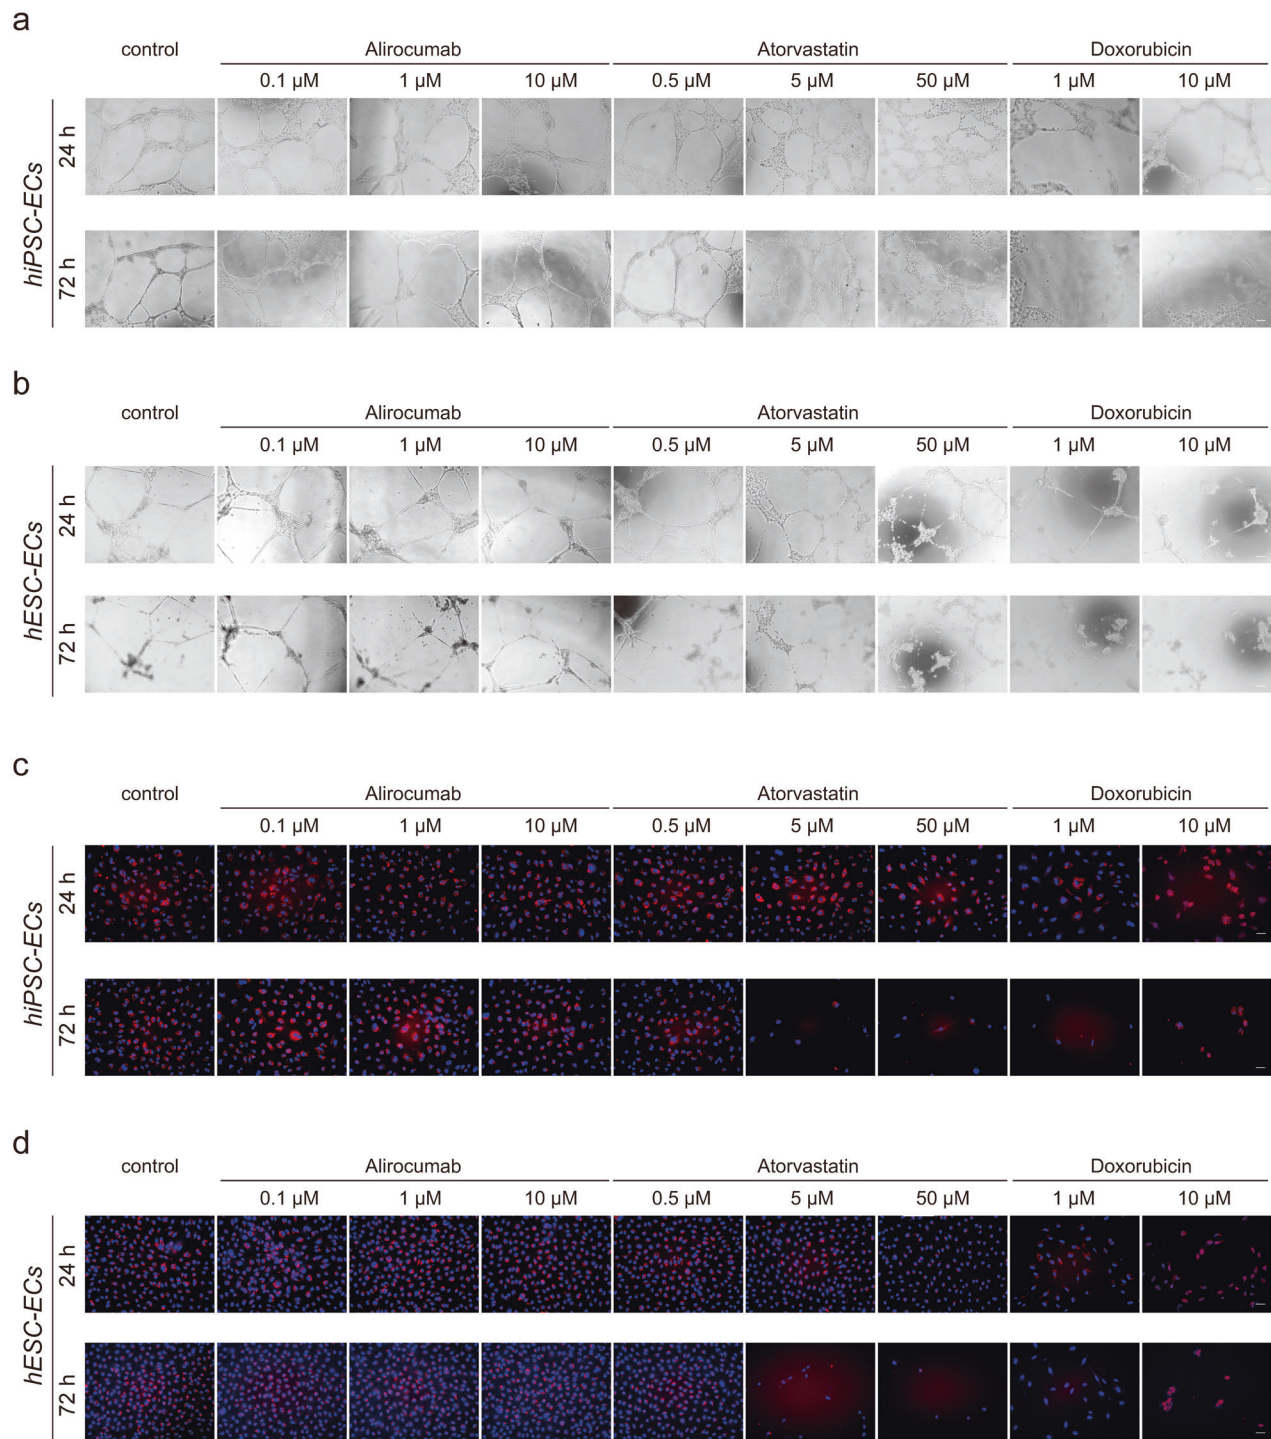 a
control Alirocumab Atorvastatin Doxorubicin
0.1 µM 1 µM 10 µM 0.5 µM 5 µM 50 µM 1 µM 10 µM
hiPSC-ECs
24 h
72 h
b
control Alirocumab Atorvastatin Doxorubicin
0.1 µM 1 µM 10 µM 0.5 µM 5 µM 50 µM 1 µM 10 µM
hESC-ECs
24 h
72 h
c
control Alirocumab Atorvastatin Doxorubicin
0.1 µM 1 µM 10 µM 0.5 µM 5 µM 50 µM 1 µM 10 µM
hiPSC-ECs
24 h
72 h
d
control Alirocumab Atorvastatin Doxorubicin
0.1 µM 1 µM 10 µM 0.5 µM 5 µM 50 µM 1 µM 10 µM
hESC-ECs
24 h
72 h